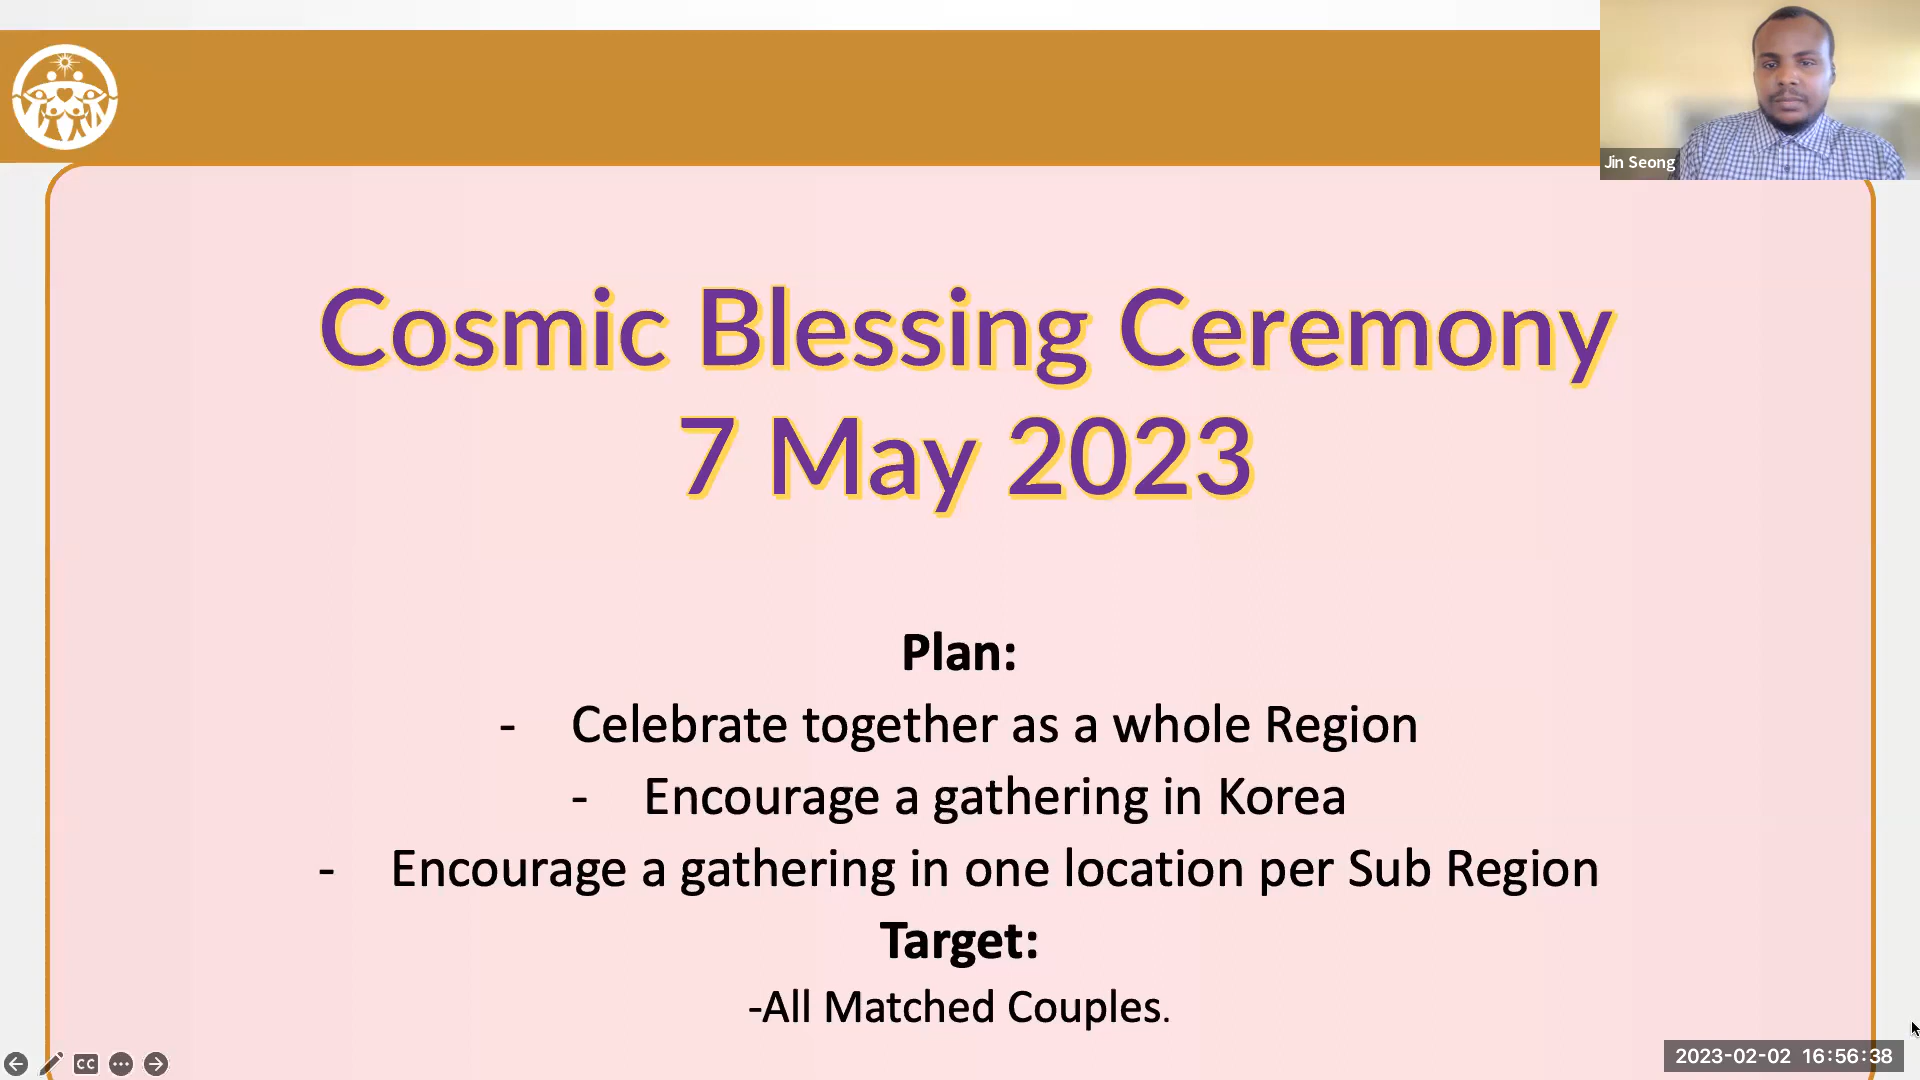 Jin Seong
Cosmic Blessing Ceremony
7 May 2023
Plan:
- Celebrate together as a whole Region
- Encourage a gathering in Korea
- Encourage a gathering in one location per Sub Region
Target:
-All Matched Couples.
CC
2023-02-02 16:56:38